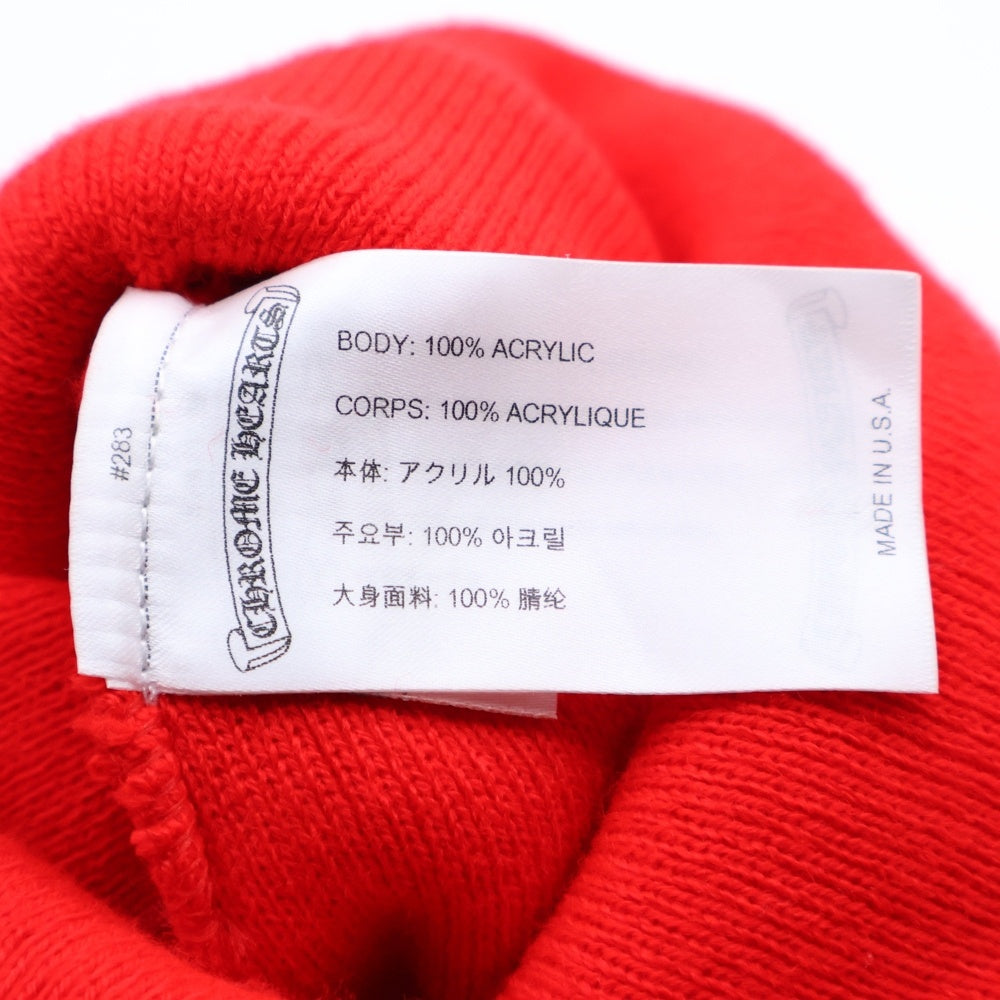 #283
CHROME HEARTS
BODY: 100% ACRYLIC
CORPS: 100% ACRYLIQUE
本体: アクリル 100%
주요부: 100% 아크릴
大身面料: 100% 腈纶
MADE IN U.S.A.